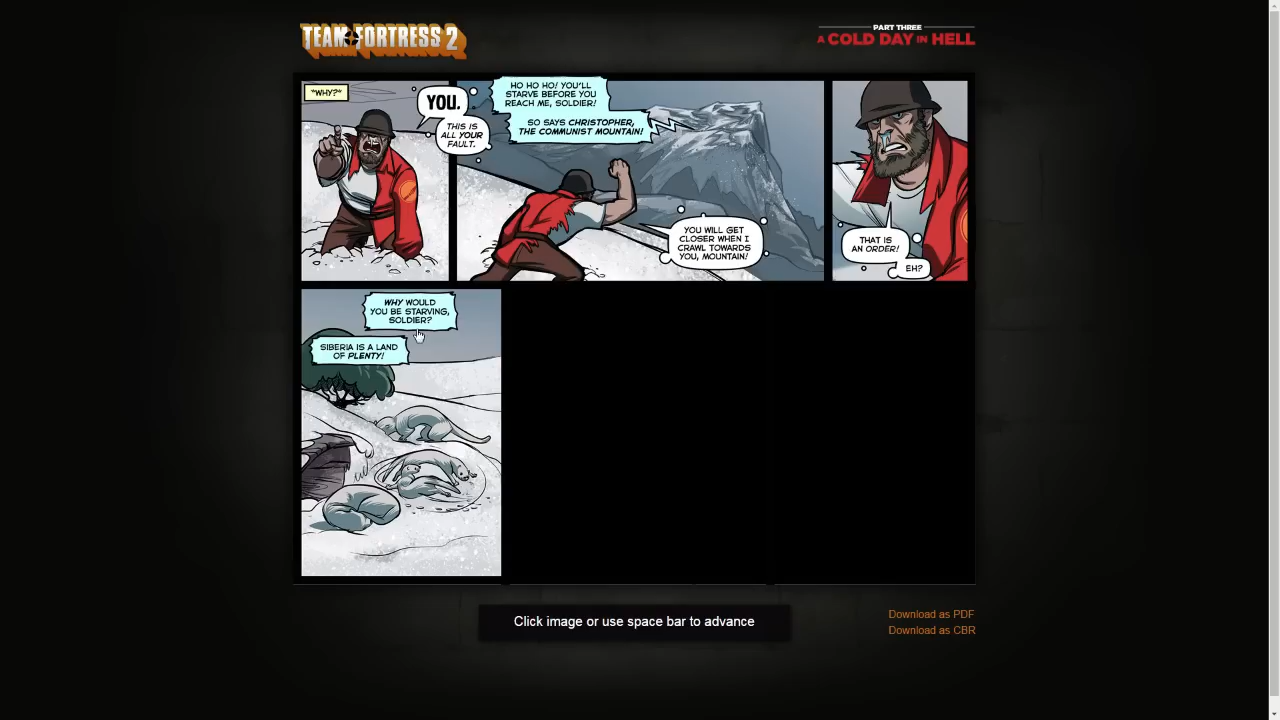 TEAM FORTRESS 2
PART THREE
A COLD DAY IN HELL
"WHY?"
YOU.
THIS IS
ALL YOUR
FAULT.
HO HO HO! YOU'LL
STARVE BEFORE YOU
REACH ME, SOLDIER!
SO SAYS CHRISTOPHER,
THE COMMUNIST MOUNTAIN!
YOU WILL GET
CLOSER WHEN I
CRAWL TOWARDS
YOU, MOUNTAIN!
THAT IS
AN ORDER!
EH?
WHY WOULD
YOU BE STARVING,
SOLDIER?
SIBERIA IS A LAND
OF PLENTY!
Click image or use space bar to advance
Download as PDF
Download as CBR